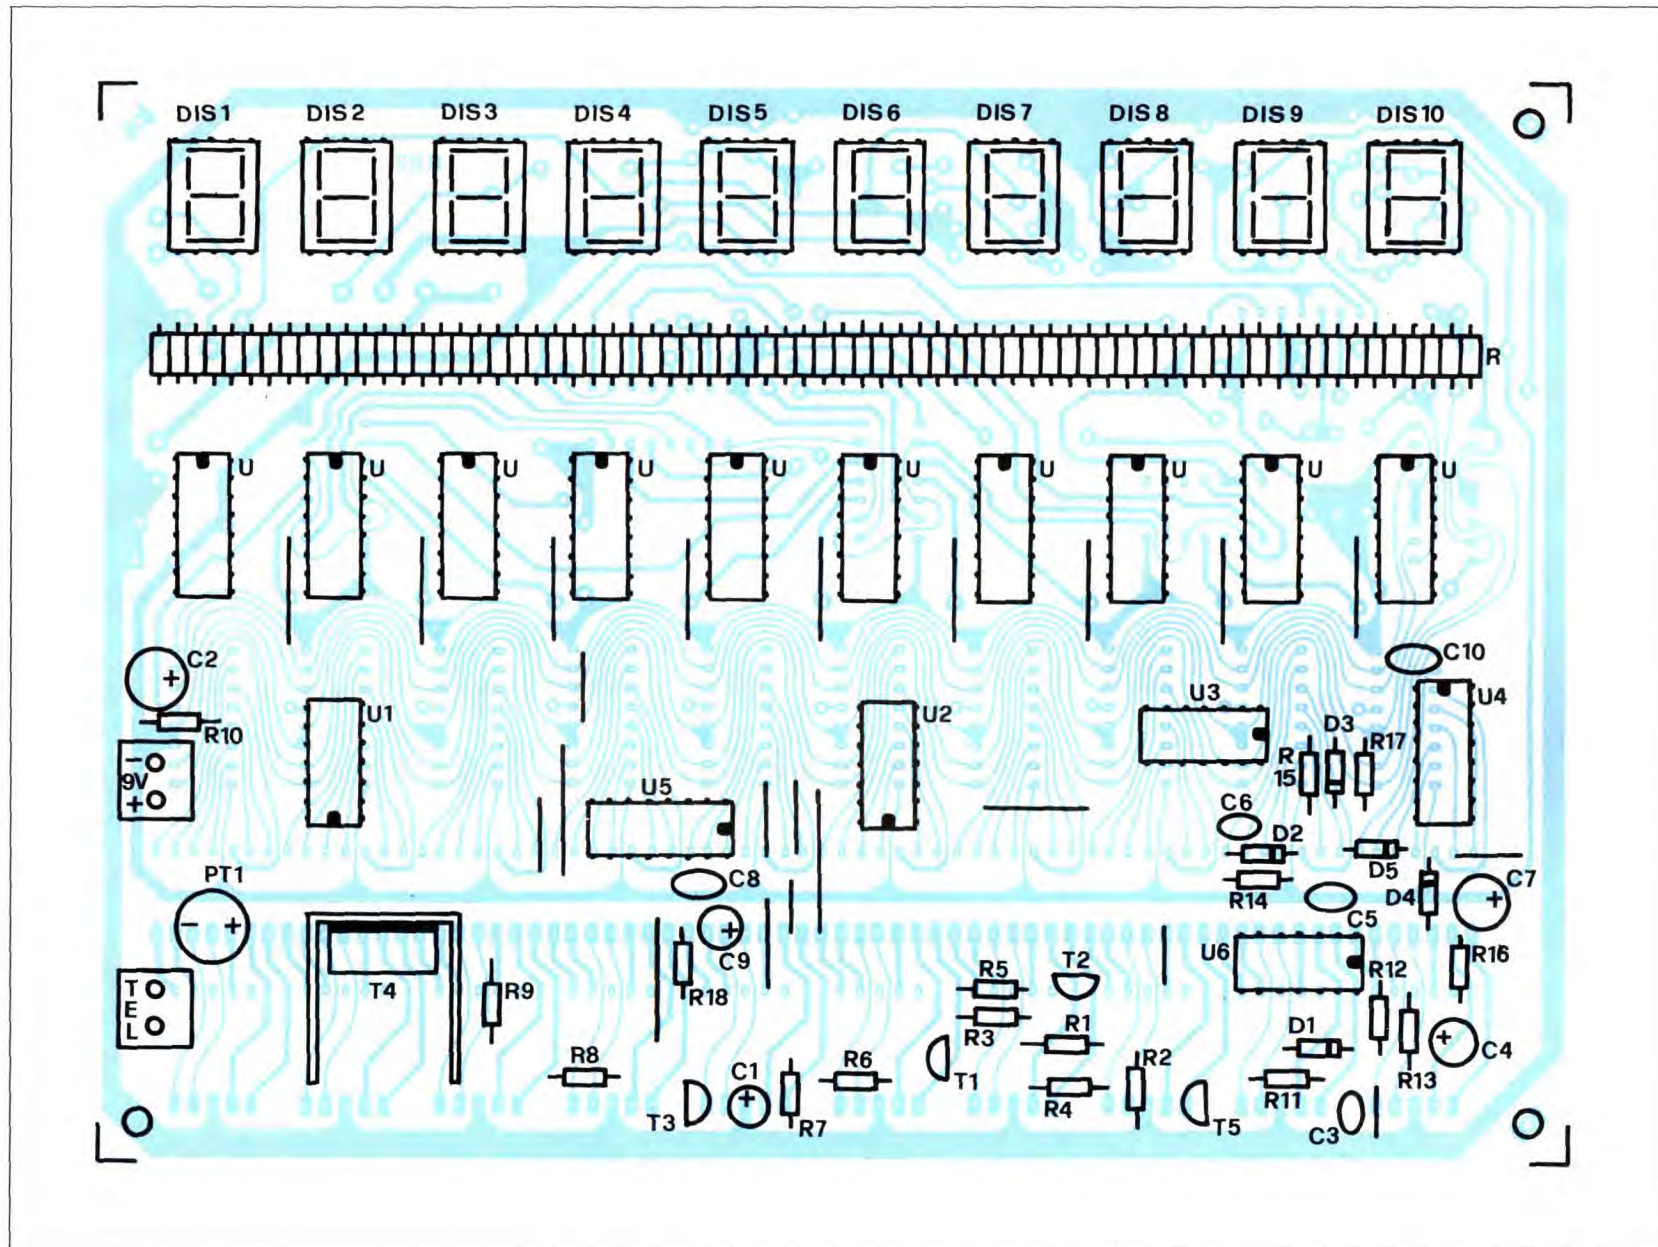 DIS1 DIS2 DIS3 DIS4 DIS5 DIS6 DIS7 DIS8 DIS9 DIS10
R
U U U U U U U U U U
C2
C10
U3
U4
R10
U1
U2
D3
R17
R
15
−
9V
+
U5
C6
D2
D5
PT1
C8
R14
D4
C7
C5
− +
C9
U6
T2
R12
R16
T4
R9
R18
R5
T
E
L
R3
R1
D1
C4
R8
C1
R6
T1
R2
R13
R4
R11
T3
R7
T5
C3